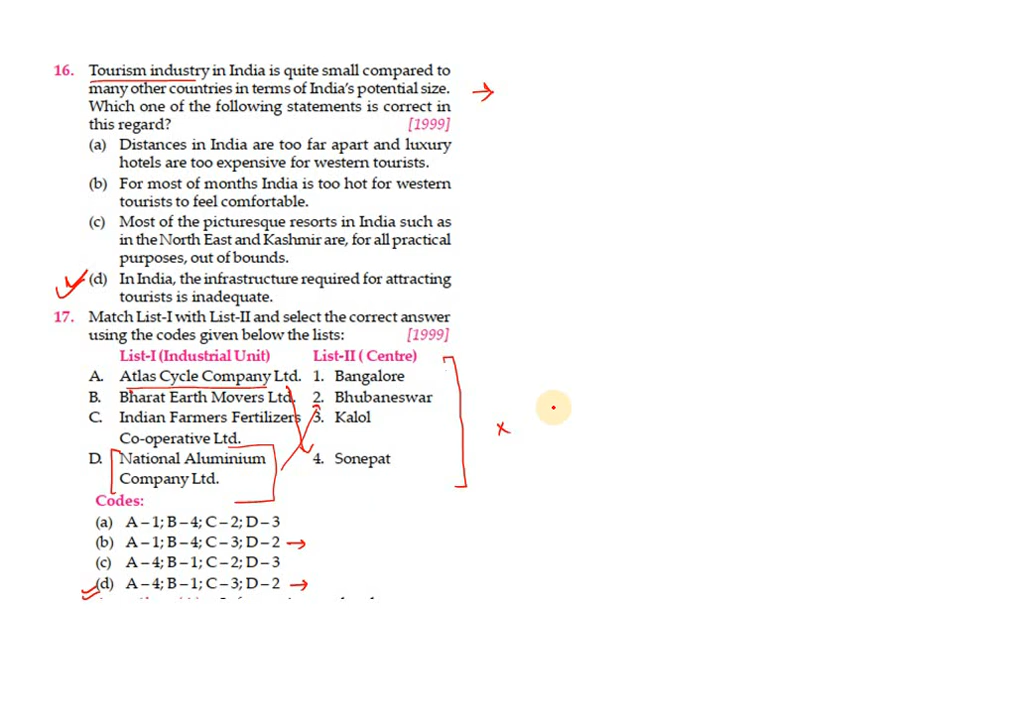 16. Tourism industry in India is quite small compared to
many other countries in terms of India's potential size.
Which one of the following statements is correct in
this regard? [1999]
(a) Distances in India are too far apart and luxury
hotels are too expensive for western tourists.
(b) For most of months India is too hot for western
tourists to feel comfortable.
(c) Most of the picturesque resorts in India such as
in the North East and Kashmir are, for all practical
purposes, out of bounds.
(d) In India, the infrastructure required for attracting
tourists is inadequate.
17. Match List-I with List-II and select the correct answer
using the codes given below the lists: [1999]
List-I (Industrial Unit) List-II ( Centre)
A. Atlas Cycle Company Ltd. 1. Bangalore
B. Bharat Earth Movers Ltd. 2. Bhubaneswar
C. Indian Farmers Fertilizers 3. Kalol
Co-operative Ltd.
D. National Aluminium 4. Sonepat
Company Ltd.
Codes:
(a) A – 1; B – 4; C – 2; D – 3
(b) A – 1; B – 4; C – 3; D – 2
(c) A – 4; B – 1; C – 2; D – 3
(d) A – 4; B – 1; C – 3; D – 2